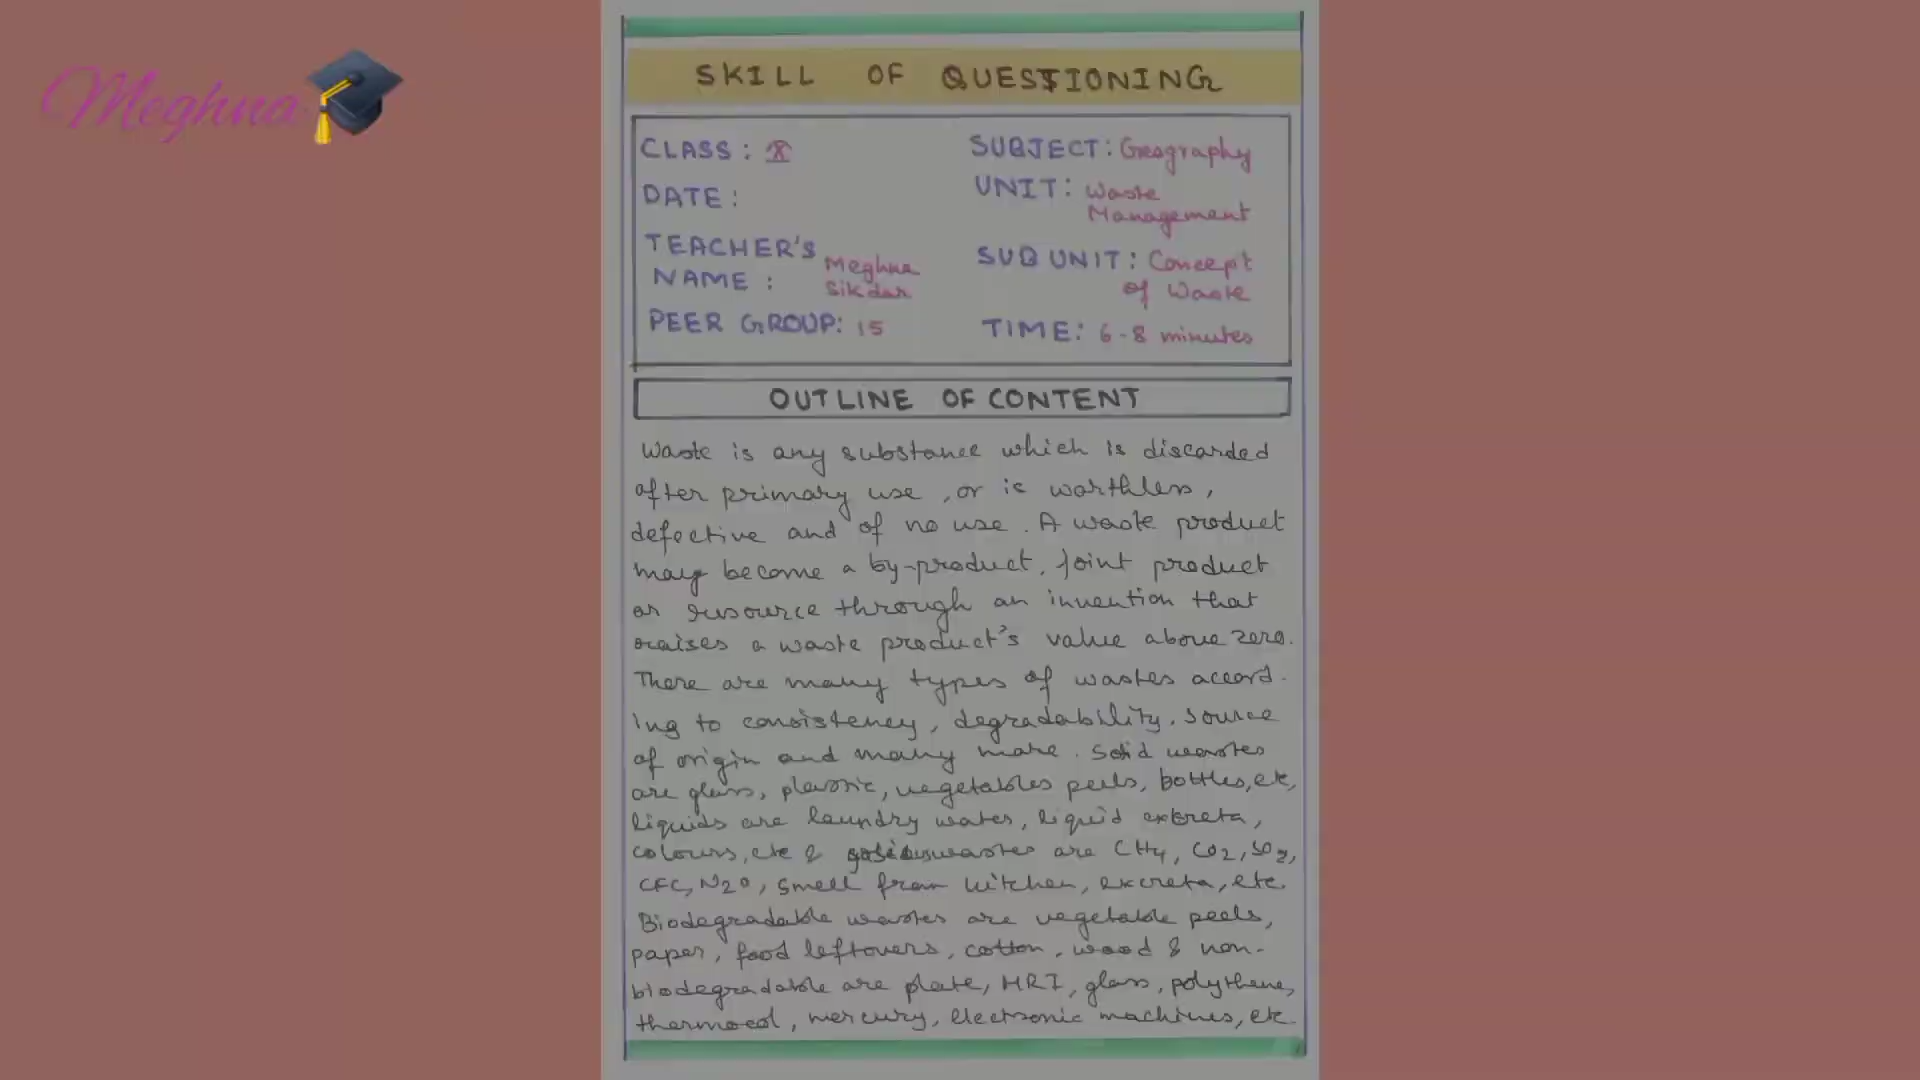 Meghna
SKILL OF QUESTIONING
CLASS: X
SUBJECT: Geography
DATE:
UNIT: Waste
Management
TEACHER'S
NAME: Meghna
Sikdar
SUB UNIT: Concept
of Waste
PEER GROUP: 15
TIME: 6-8 minutes
OUTLINE OF CONTENT
Waste is any substance which is discarded
after primary use, or is worthless,
defective and of no use. A waste product
may become a by-product, joint product
or resource through an invention that
raises a waste product's value above zero.
There are many types of wastes accord-
ing to consistency, degradability, source
of origin and many more. Solid wastes
are glass, plastic, vegetables peels, bottles, etc,
liquids are laundry water, liquid excreta,
colours, etc & wastes are CH4, CO2, SO2,
CFC, N2O, smell from kitchen, excreta, etc.
Biodegradable wastes are vegetable peels,
paper, food leftovers, cotton, wood & non-
biodegradable are plate, MRI, glass, polythene,
thermocol, mercury, electronic machines, etc.